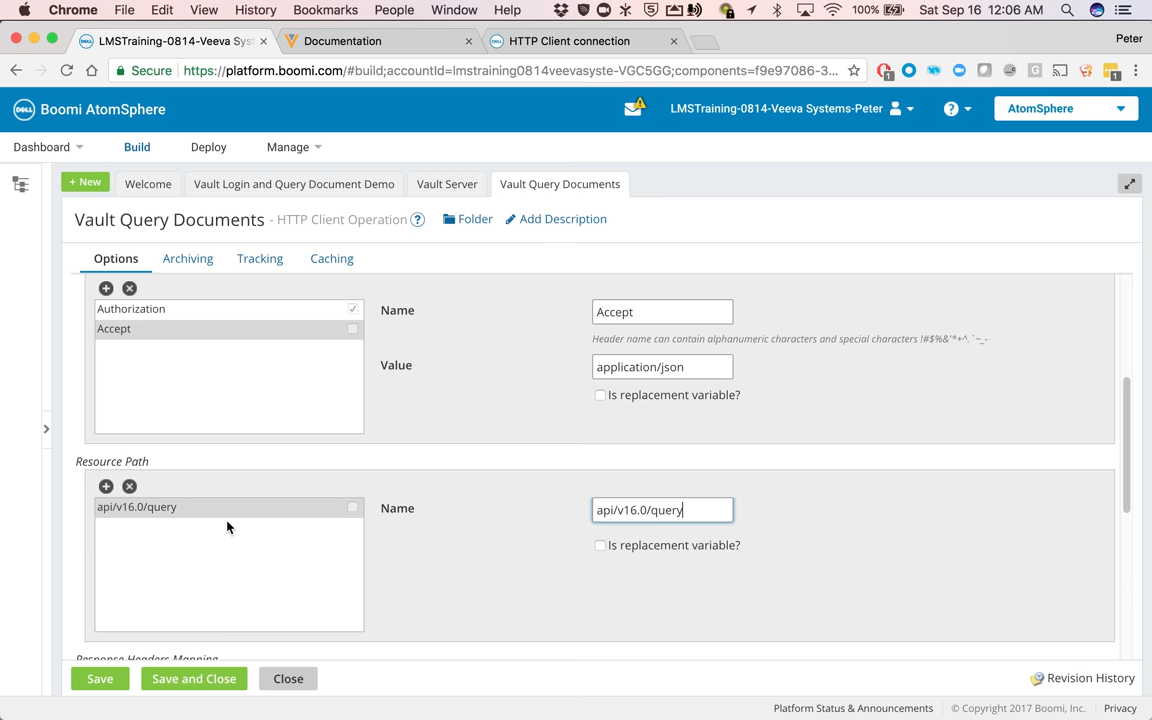 Chrome File Edit View History Bookmarks People Window Help 100% Sat Sep 16 12:06 AM
LMSTraining-0814-Veeva Sys Documentation HTTP Client connection Peter
Secure https://platform.boomi.com/#build;accountId=lmstraining0814veevasyste-VGC5GG;components=f9e97086-3...
DELL Boomi AtomSphere LMSTraining-0814-Veeva Systems-Peter AtomSphere
Dashboard Build Deploy Manage
+ New Welcome Vault Login and Query Document Demo Vault Server Vault Query Documents
Vault Query Documents - HTTP Client Operation ? Folder Add Description
Options Archiving Tracking Caching
Authorization
Accept
Name Accept
Header name can contain alphanumeric characters and special characters !#$%&'*+^.`~_-
Value application/json
Is replacement variable?
Resource Path
api/v16.0/query
Name api/v16.0/query
Is replacement variable?
Response Headers Mapping
Save Save and Close Close Revision History
Platform Status & Announcements © Copyright 2017 Boomi, Inc. Privacy